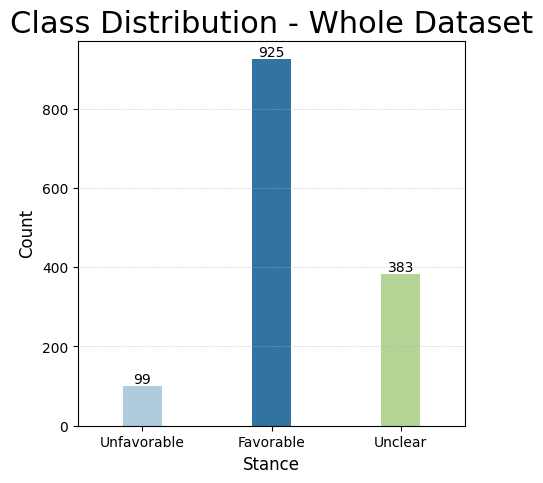 Class Distribution - Whole Dataset
925
800
600
Count
400
383
200
99
0
Unfavorable
Favorable
Unclear
Stance